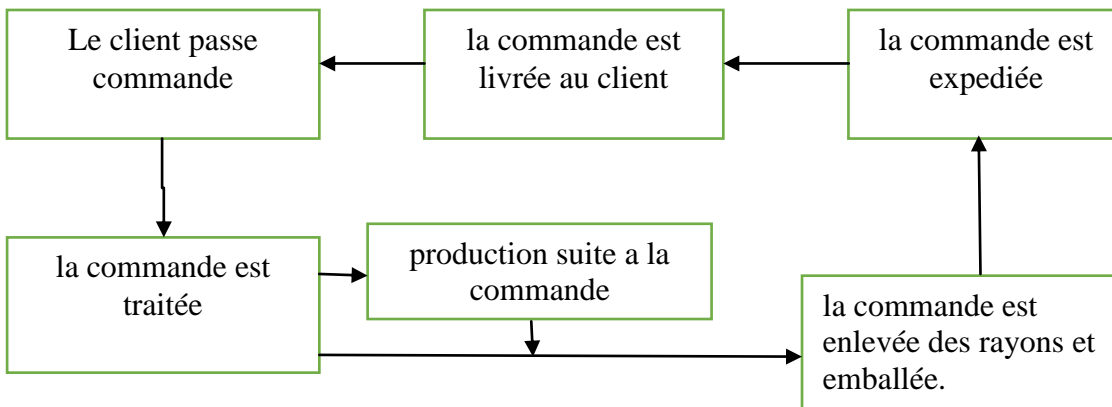 Le client passe
commande
la commande est
livrée au client
la commande est
expediée
la commande est
traitée
production suite a la
commande
la commande est
enlevée des rayons et
emballée.